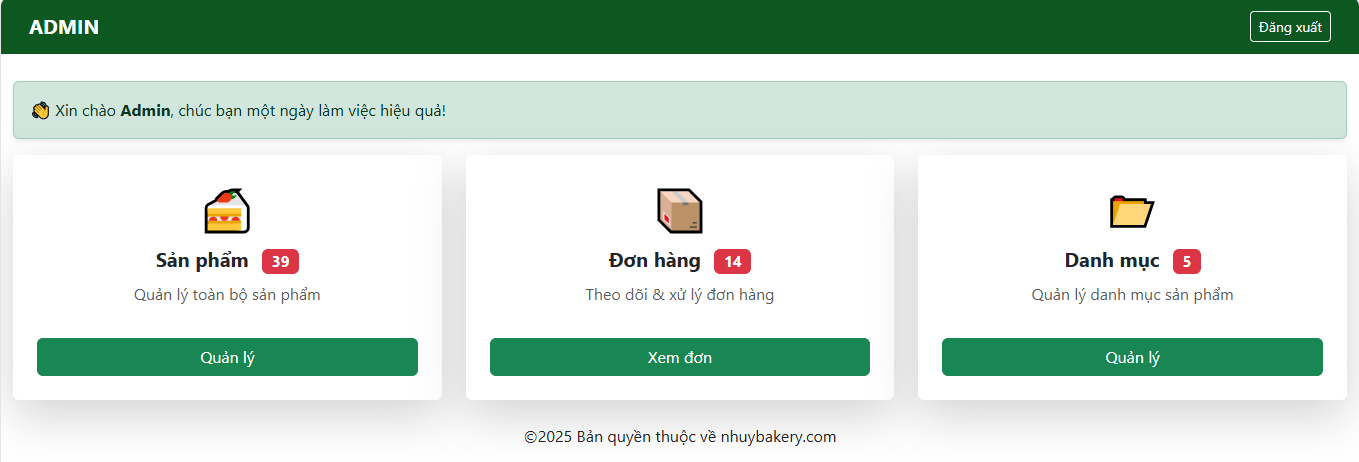 ADMIN
Đăng xuất
Xin chào Admin, chúc bạn một ngày làm việc hiệu quả!
Sản phẩm 39
Quản lý toàn bộ sản phẩm
Quản lý
Đơn hàng 14
Theo dõi & xử lý đơn hàng
Xem đơn
Danh mục 5
Quản lý danh mục sản phẩm
Quản lý
©2025 Bản quyền thuộc về nhuybakery.com